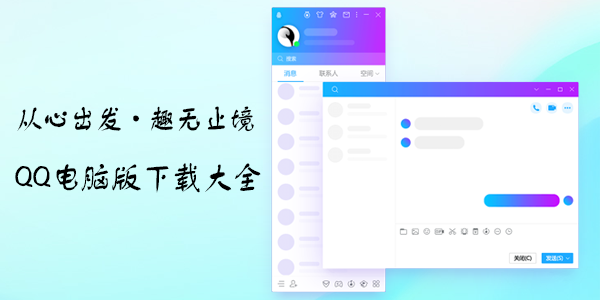 从心出发·趣无止境
QQ电脑版下载大全
搜索
消息
联系人
空间
关闭(C)
发送(S)